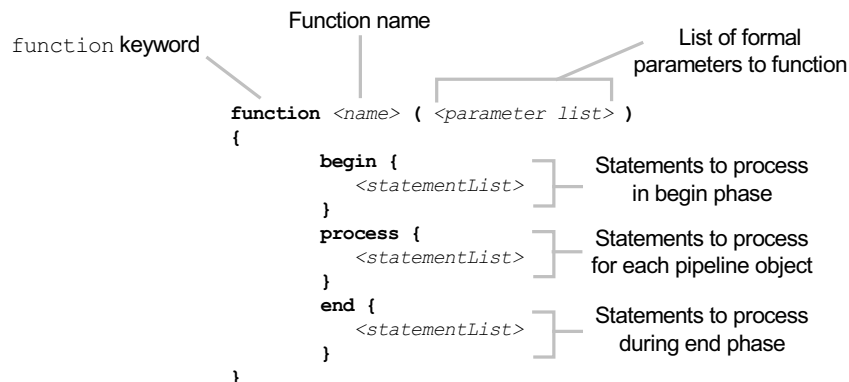 Function name
function keyword
List of formal
parameters to function
function <name> ( <parameter list> )
{
begin {
<statementList>
}
Statements to process
in begin phase
process {
<statementList>
}
Statements to process
for each pipeline object
end {
<statementList>
}
Statements to process
during end phase
}